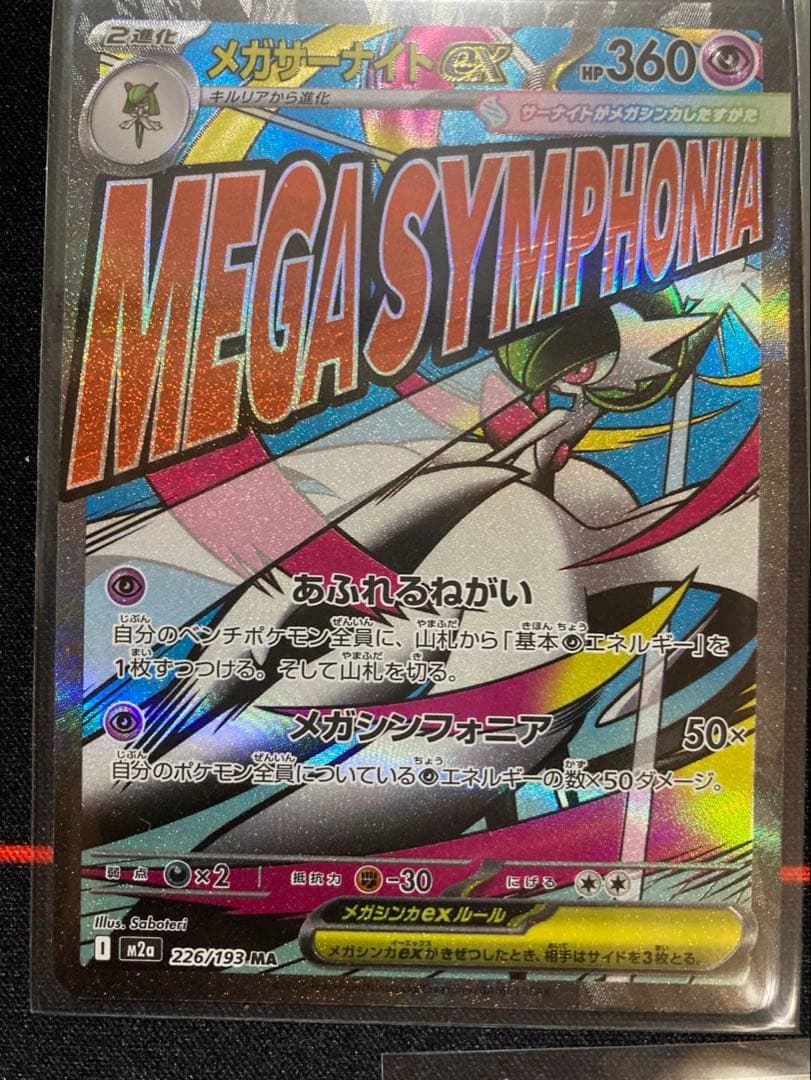 2進化
メガサーナイトex
HP360
キルリアから進化
サーナイトがメガシンカしたすがた
MEGA SYMPHONIA
あふれるねがい
自分のベンチポケモン全員に、山札から「基本エネルギー」を
1枚ずつつける。そして山札を切る。
メガシンフォニア 50×
自分のポケモン全員についているエネルギーの数×50ダメージ。
弱点 ×2 抵抗力 -30 にげる
Illus. Saboteri
メガシンカexルール
I m2a 226/193 MA
メガシンカexがきぜつしたとき、相手はサイドを3枚とる。